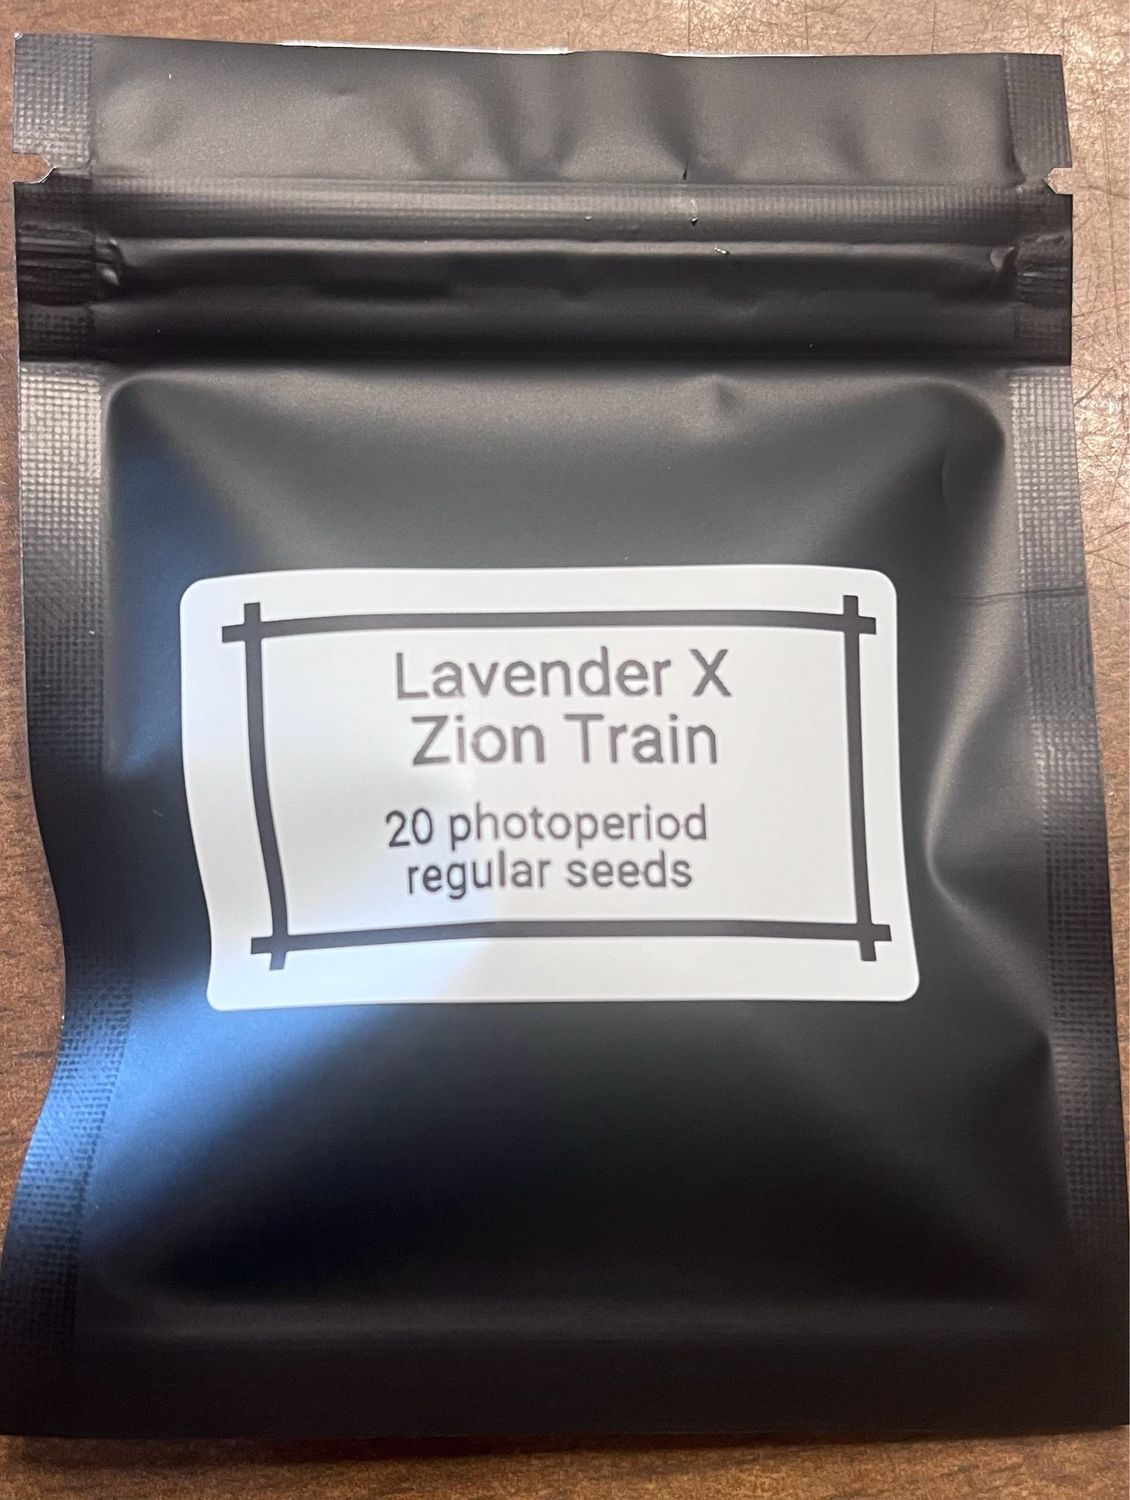 Lavender X
Zion Train
20 photoperiod
regular seeds